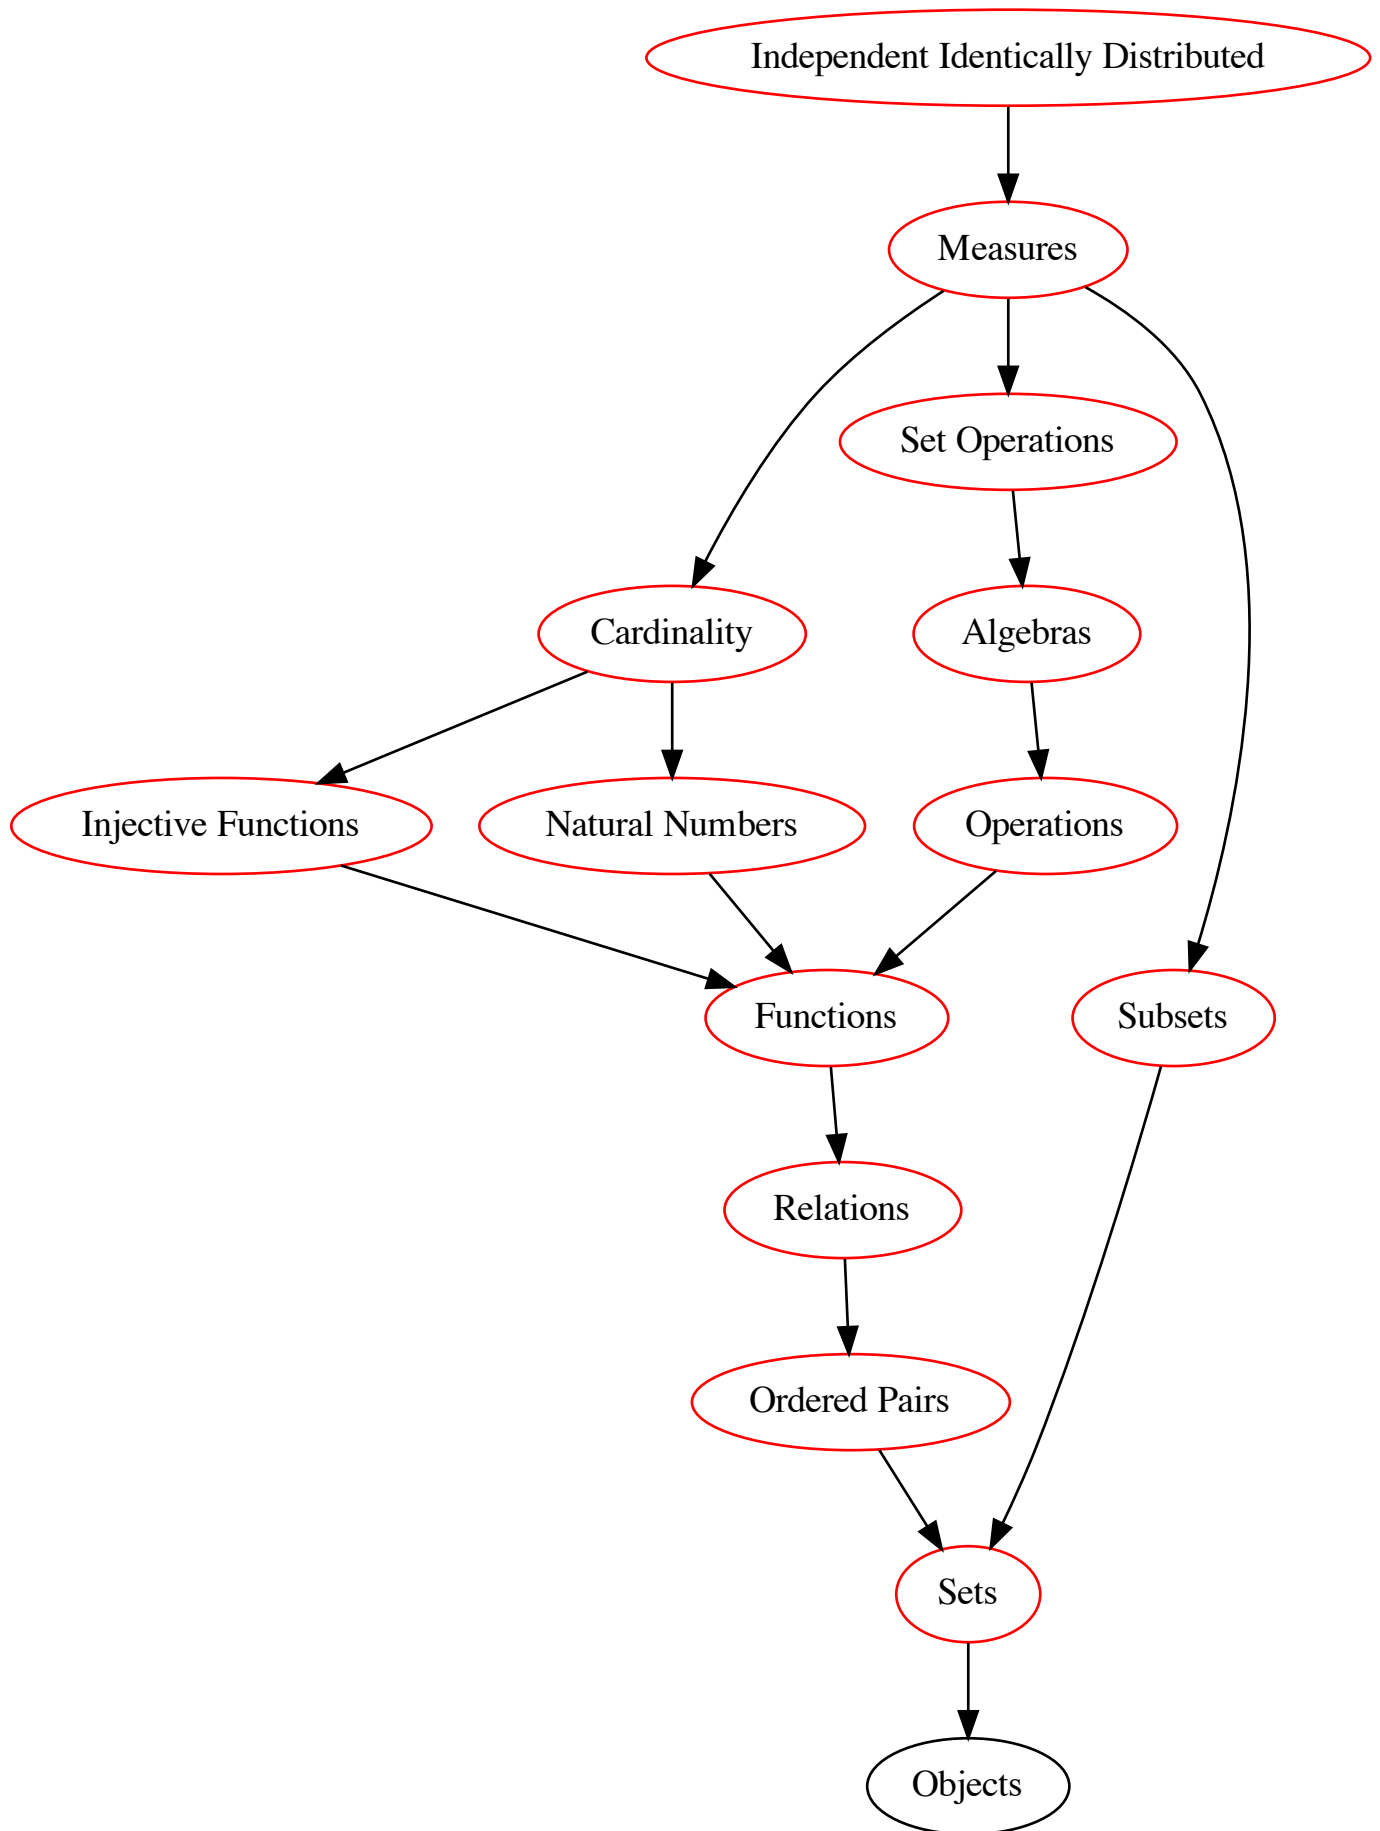 Independent Identically Distributed
Measures
Set Operations
Cardinality
Algebras
Injective Functions
Natural Numbers
Operations
Functions
Subsets
Relations
Ordered Pairs
Sets
Objects